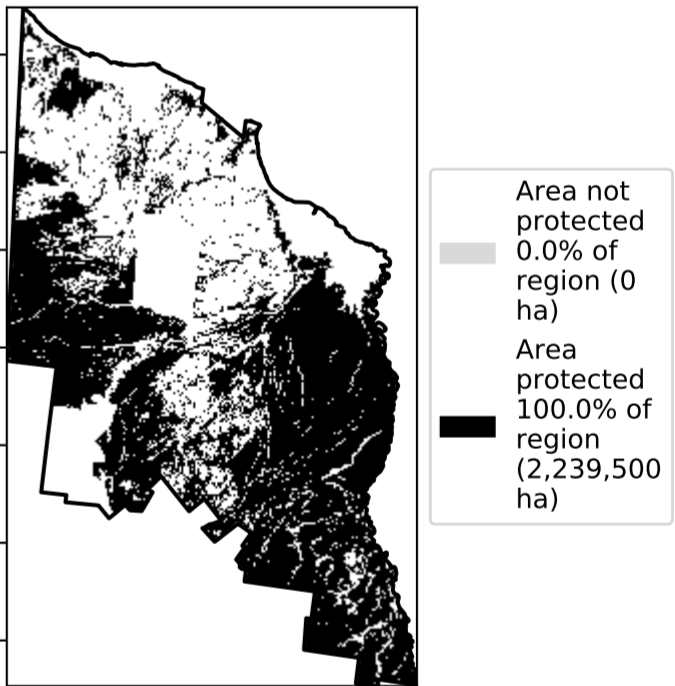 Area not
protected
0.0% of
region (0
ha)
Area
protected
100.0% of
region
(2,239,500
ha)